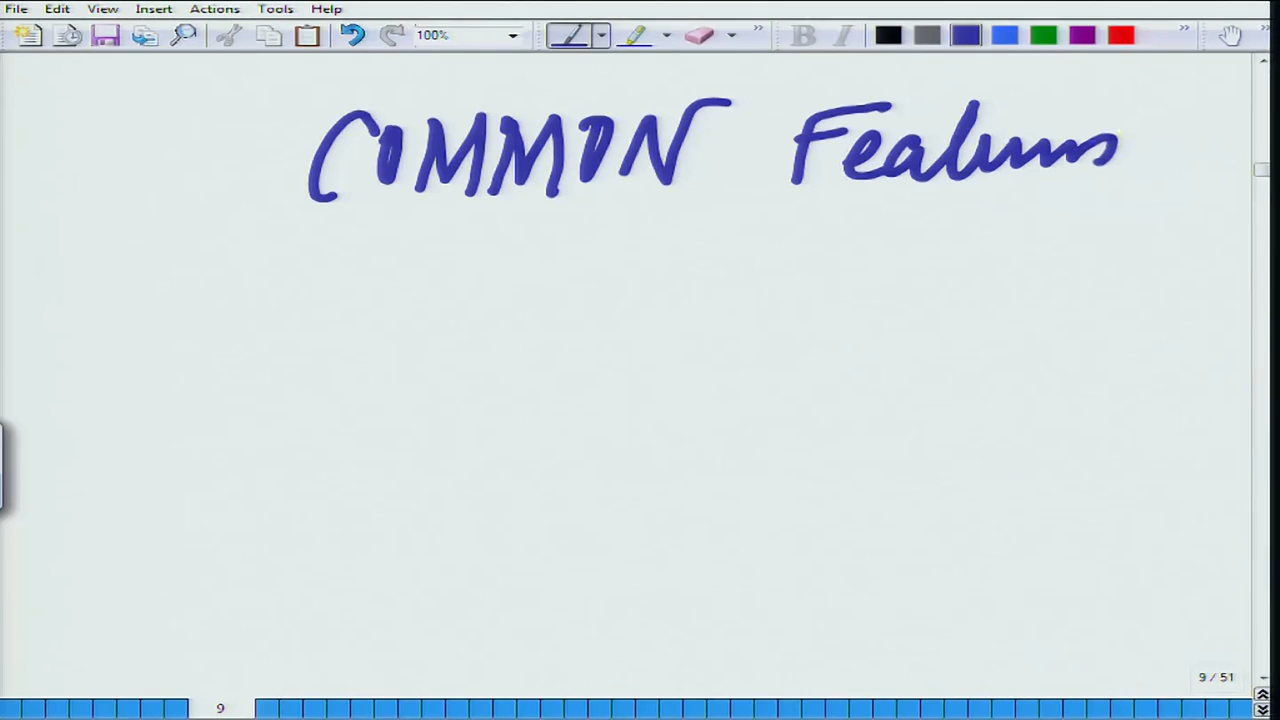 File Edit View Insert Actions Tools Help
100% B I
COMMON Features
9 / 51
9